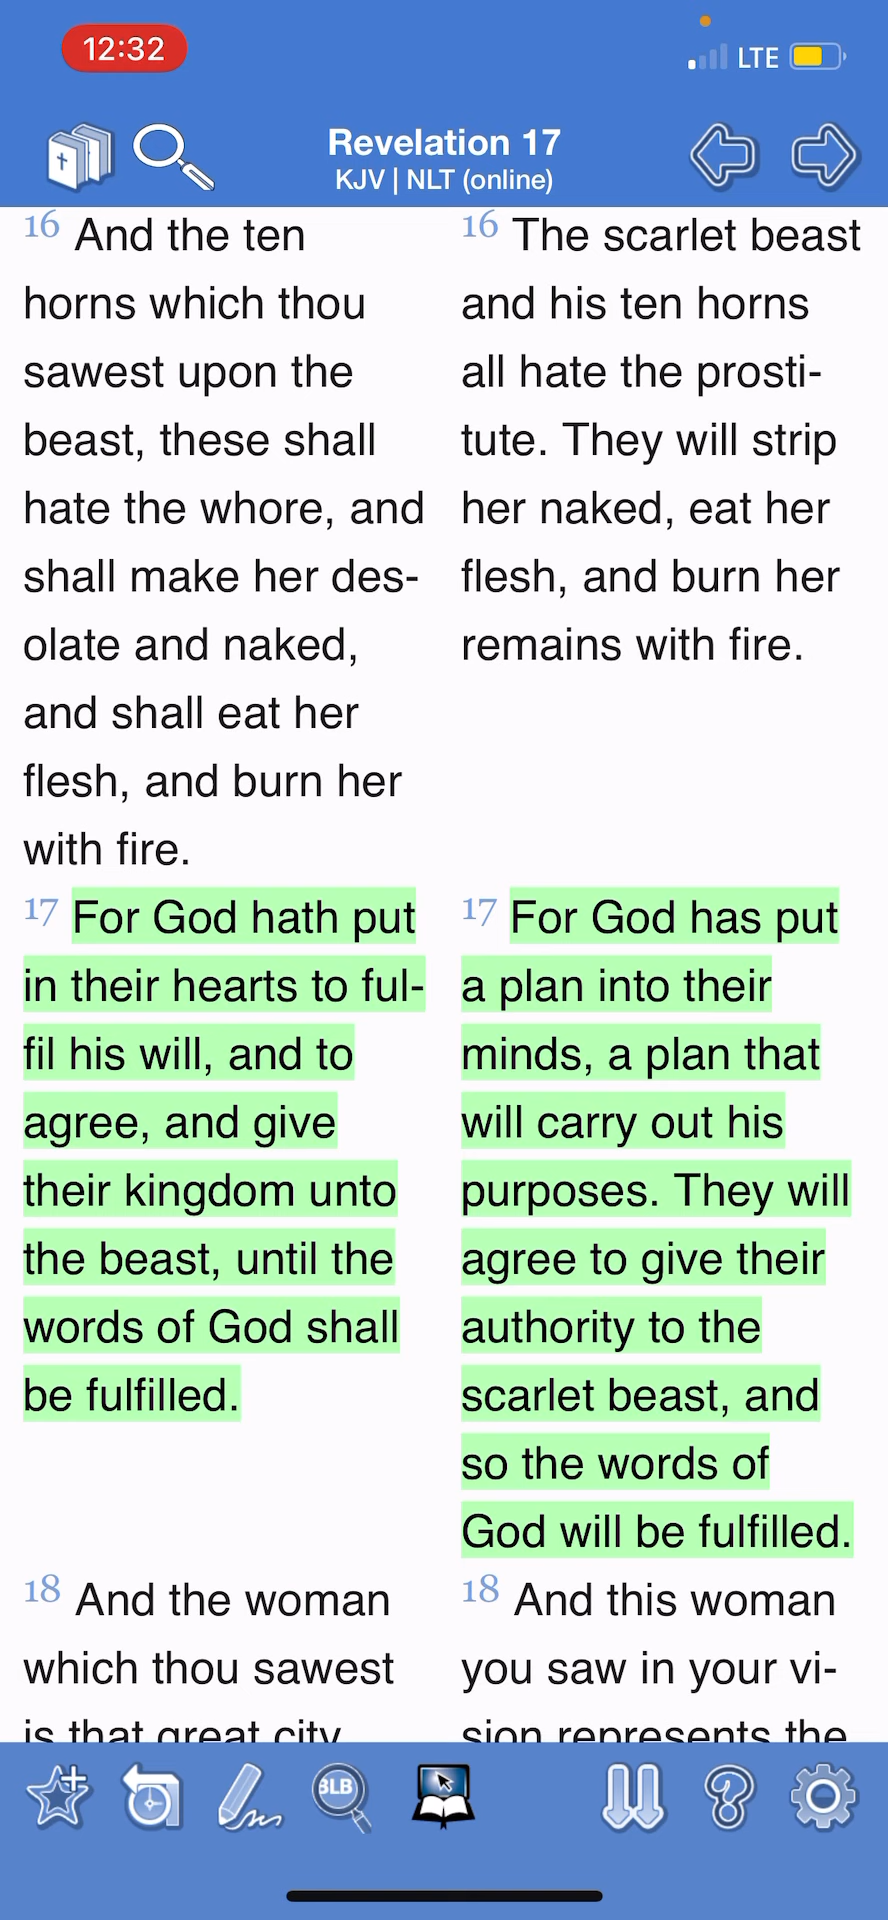 12:32
LTE
Revelation 17
KJV | NLT (online)
16 And the ten
horns which thou
sawest upon the
beast, these shall
hate the whore, and
shall make her des-
olate and naked,
and shall eat her
flesh, and burn her
with fire.
17 For God hath put
in their hearts to ful-
fil his will, and to
agree, and give
their kingdom unto
the beast, until the
words of God shall
be fulfilled.
18 And the woman
which thou sawest
is that great city,
16 The scarlet beast
and his ten horns
all hate the prosti-
tute. They will strip
her naked, eat her
flesh, and burn her
remains with fire.
17 For God has put
a plan into their
minds, a plan that
will carry out his
purposes. They will
agree to give their
authority to the
scarlet beast, and
so the words of
God will be fulfilled.
18 And this woman
you saw in your vi-
sion represents the
BLB